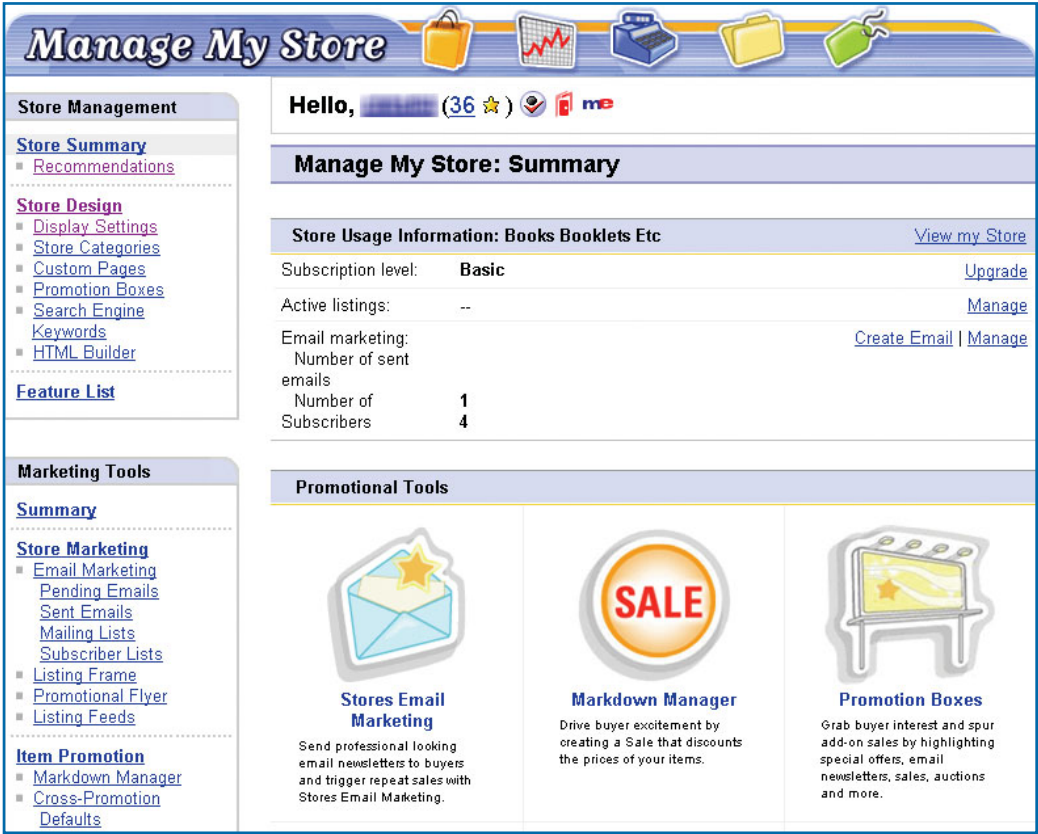 Manage My Store
Store Management
Store Summary
Recommendations
Store Design
Display Settings
Store Categories
Custom Pages
Promotion Boxes
Search Engine
Keywords
HTML Builder
Feature List
Marketing Tools
Summary
Store Marketing
Email Marketing
Pending Emails
Sent Emails
Mailing Lists
Subscriber Lists
Listing Frame
Promotional Flyer
Listing Feeds
Item Promotion
Markdown Manager
Cross-Promotion
Defaults
Hello, (36 ) me
Manage My Store: Summary
Store Usage Information: Books Booklets Etc View my Store
Subscription level: Basic Upgrade
Active listings: -- Manage
Email marketing: Create Email | Manage
Number of sent
emails
Number of 1
Subscribers 4
Promotional Tools
Stores Email
Marketing
Send professional looking
email newsletters to buyers
and trigger repeat sales with
Stores Email Marketing.
SALE
Markdown Manager
Drive buyer excitement by
creating a Sale that discounts
the prices of your items.
Promotion Boxes
Grab buyer interest and spur
add-on sales by highlighting
special offers, email
newsletters, sales, auctions
and more.